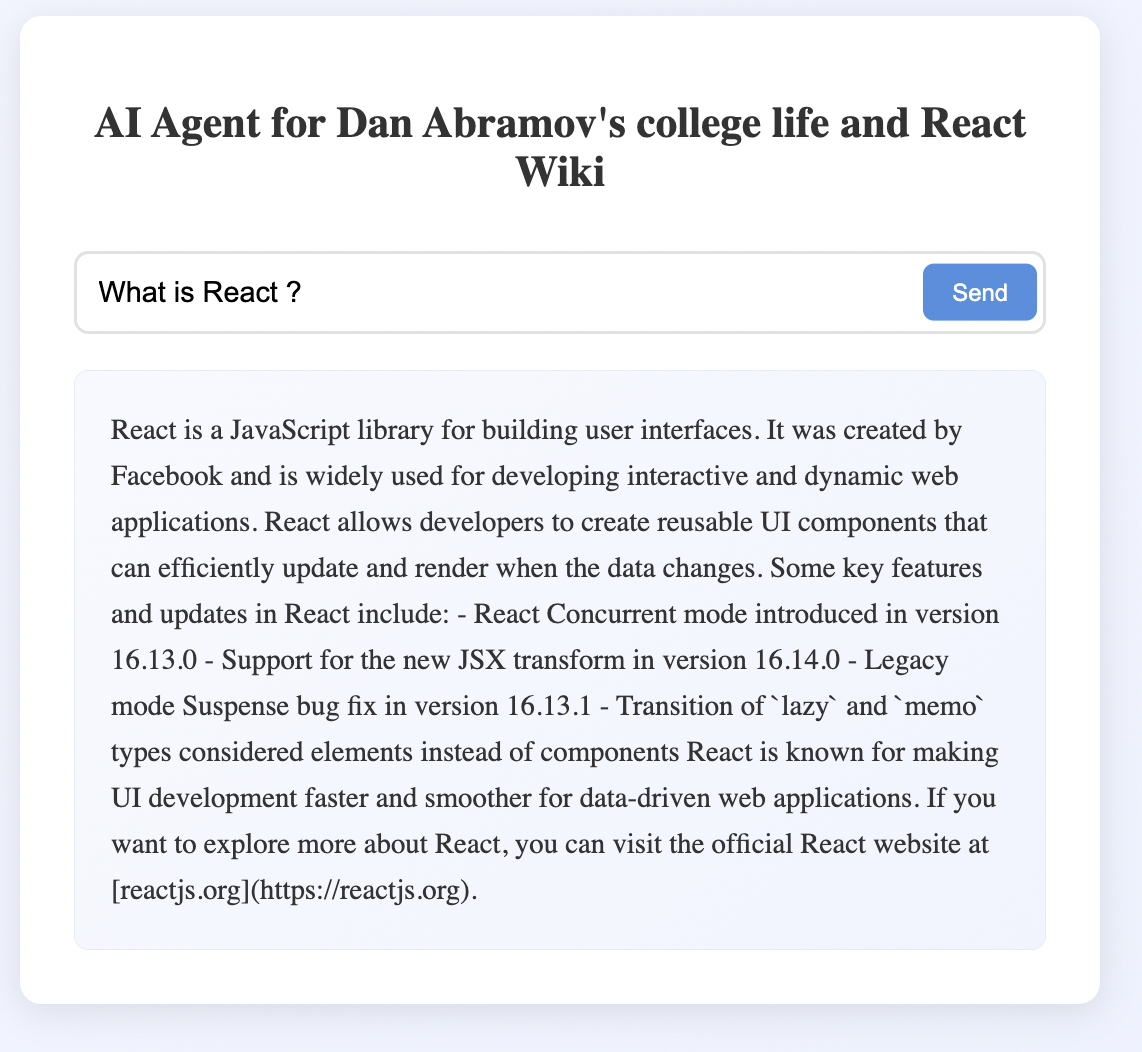 AI Agent for Dan Abramov's college life and React
Wiki
What is React ?
Send
React is a JavaScript library for building user interfaces. It was created by
Facebook and is widely used for developing interactive and dynamic web
applications. React allows developers to create reusable UI components that
can efficiently update and render when the data changes. Some key features
and updates in React include: - React Concurrent mode introduced in version
16.13.0 - Support for the new JSX transform in version 16.14.0 - Legacy
mode Suspense bug fix in version 16.13.1 - Transition of `lazy` and `memo`
types considered elements instead of components React is known for making
UI development faster and smoother for data-driven web applications. If you
want to explore more about React, you can visit the official React website at
[reactjs.org](https://reactjs.org).